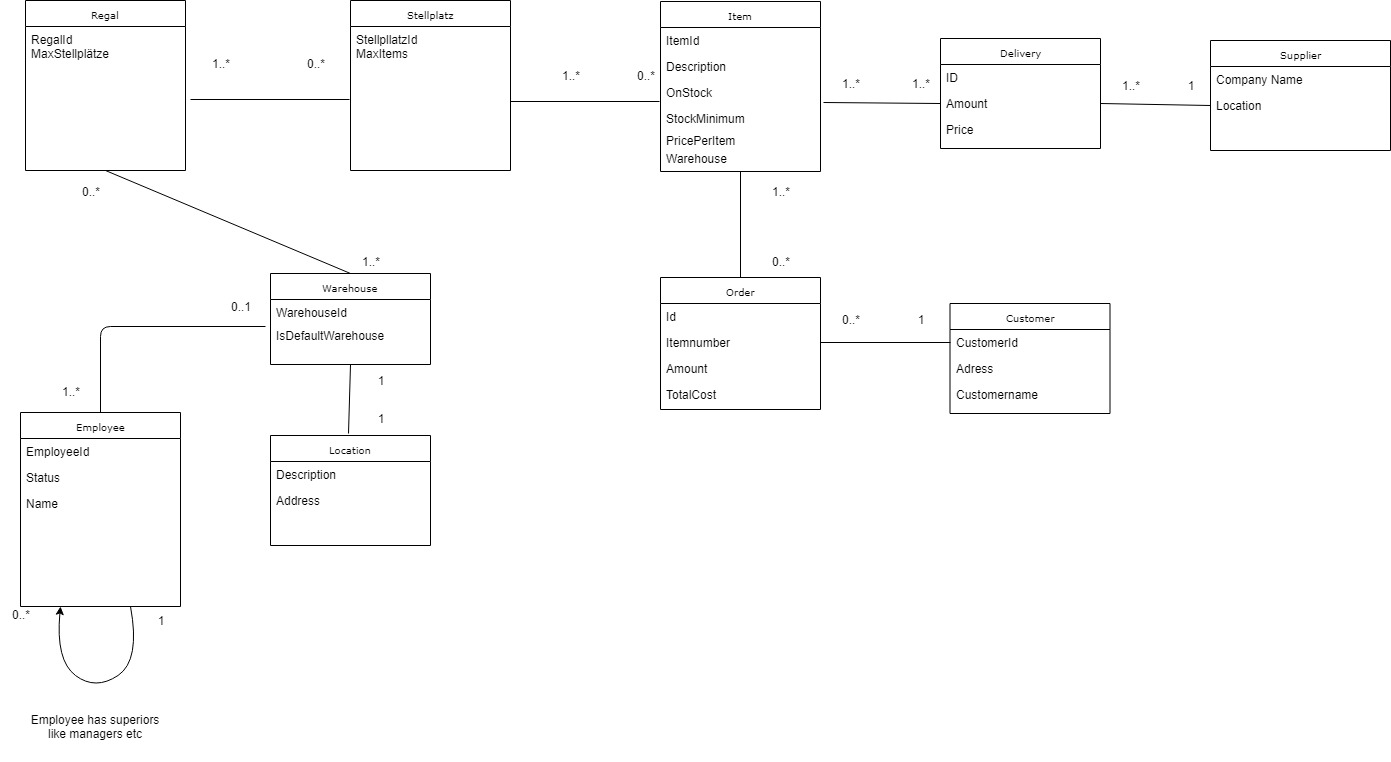 Regal
RegalId
MaxStellplätze
1..*
0..*
Stellplatz
StellpllatzId
MaxItems
1..*
0..*
Item
ItemId
Description
OnStock
StockMinimum
PricePerItem
Warehouse
1..*
1..*
Delivery
ID
Amount
Price
1..*
1
Supplier
Company Name
Location
0..*
1..*
1..*
0..*
Warehouse
WarehouseId
IsDefaultWarehouse
0..1
1..*
1
1
Order
Id
Itemnumber
Amount
TotalCost
0..*
1
Customer
CustomerId
Adress
Customername
Employee
EmployeeId
Status
Name
Location
Description
Address
0..*
1
Employee has superiors
like managers etc